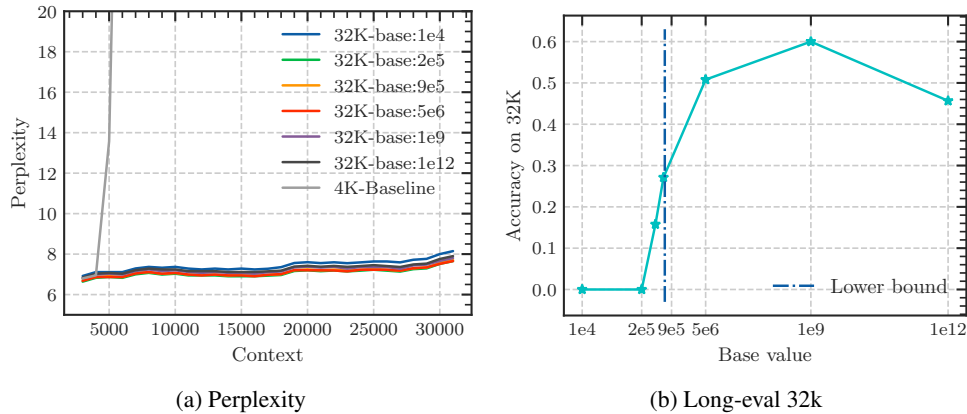 20
18
16
14
12
10
8
6
Perplexity
32K-base:1e4
32K-base:2e5
32K-base:9e5
32K-base:5e6
32K-base:1e9
32K-base:1e12
4K-Baseline
5000 10000 15000 20000 25000 30000
Context
(a) Perplexity
0.6
0.5
0.4
0.3
0.2
0.1
0.0
Accuracy on 32K
Lower bound
1e4 2e5 9e5 5e6 1e9 1e12
Base value
(b) Long-eval 32k